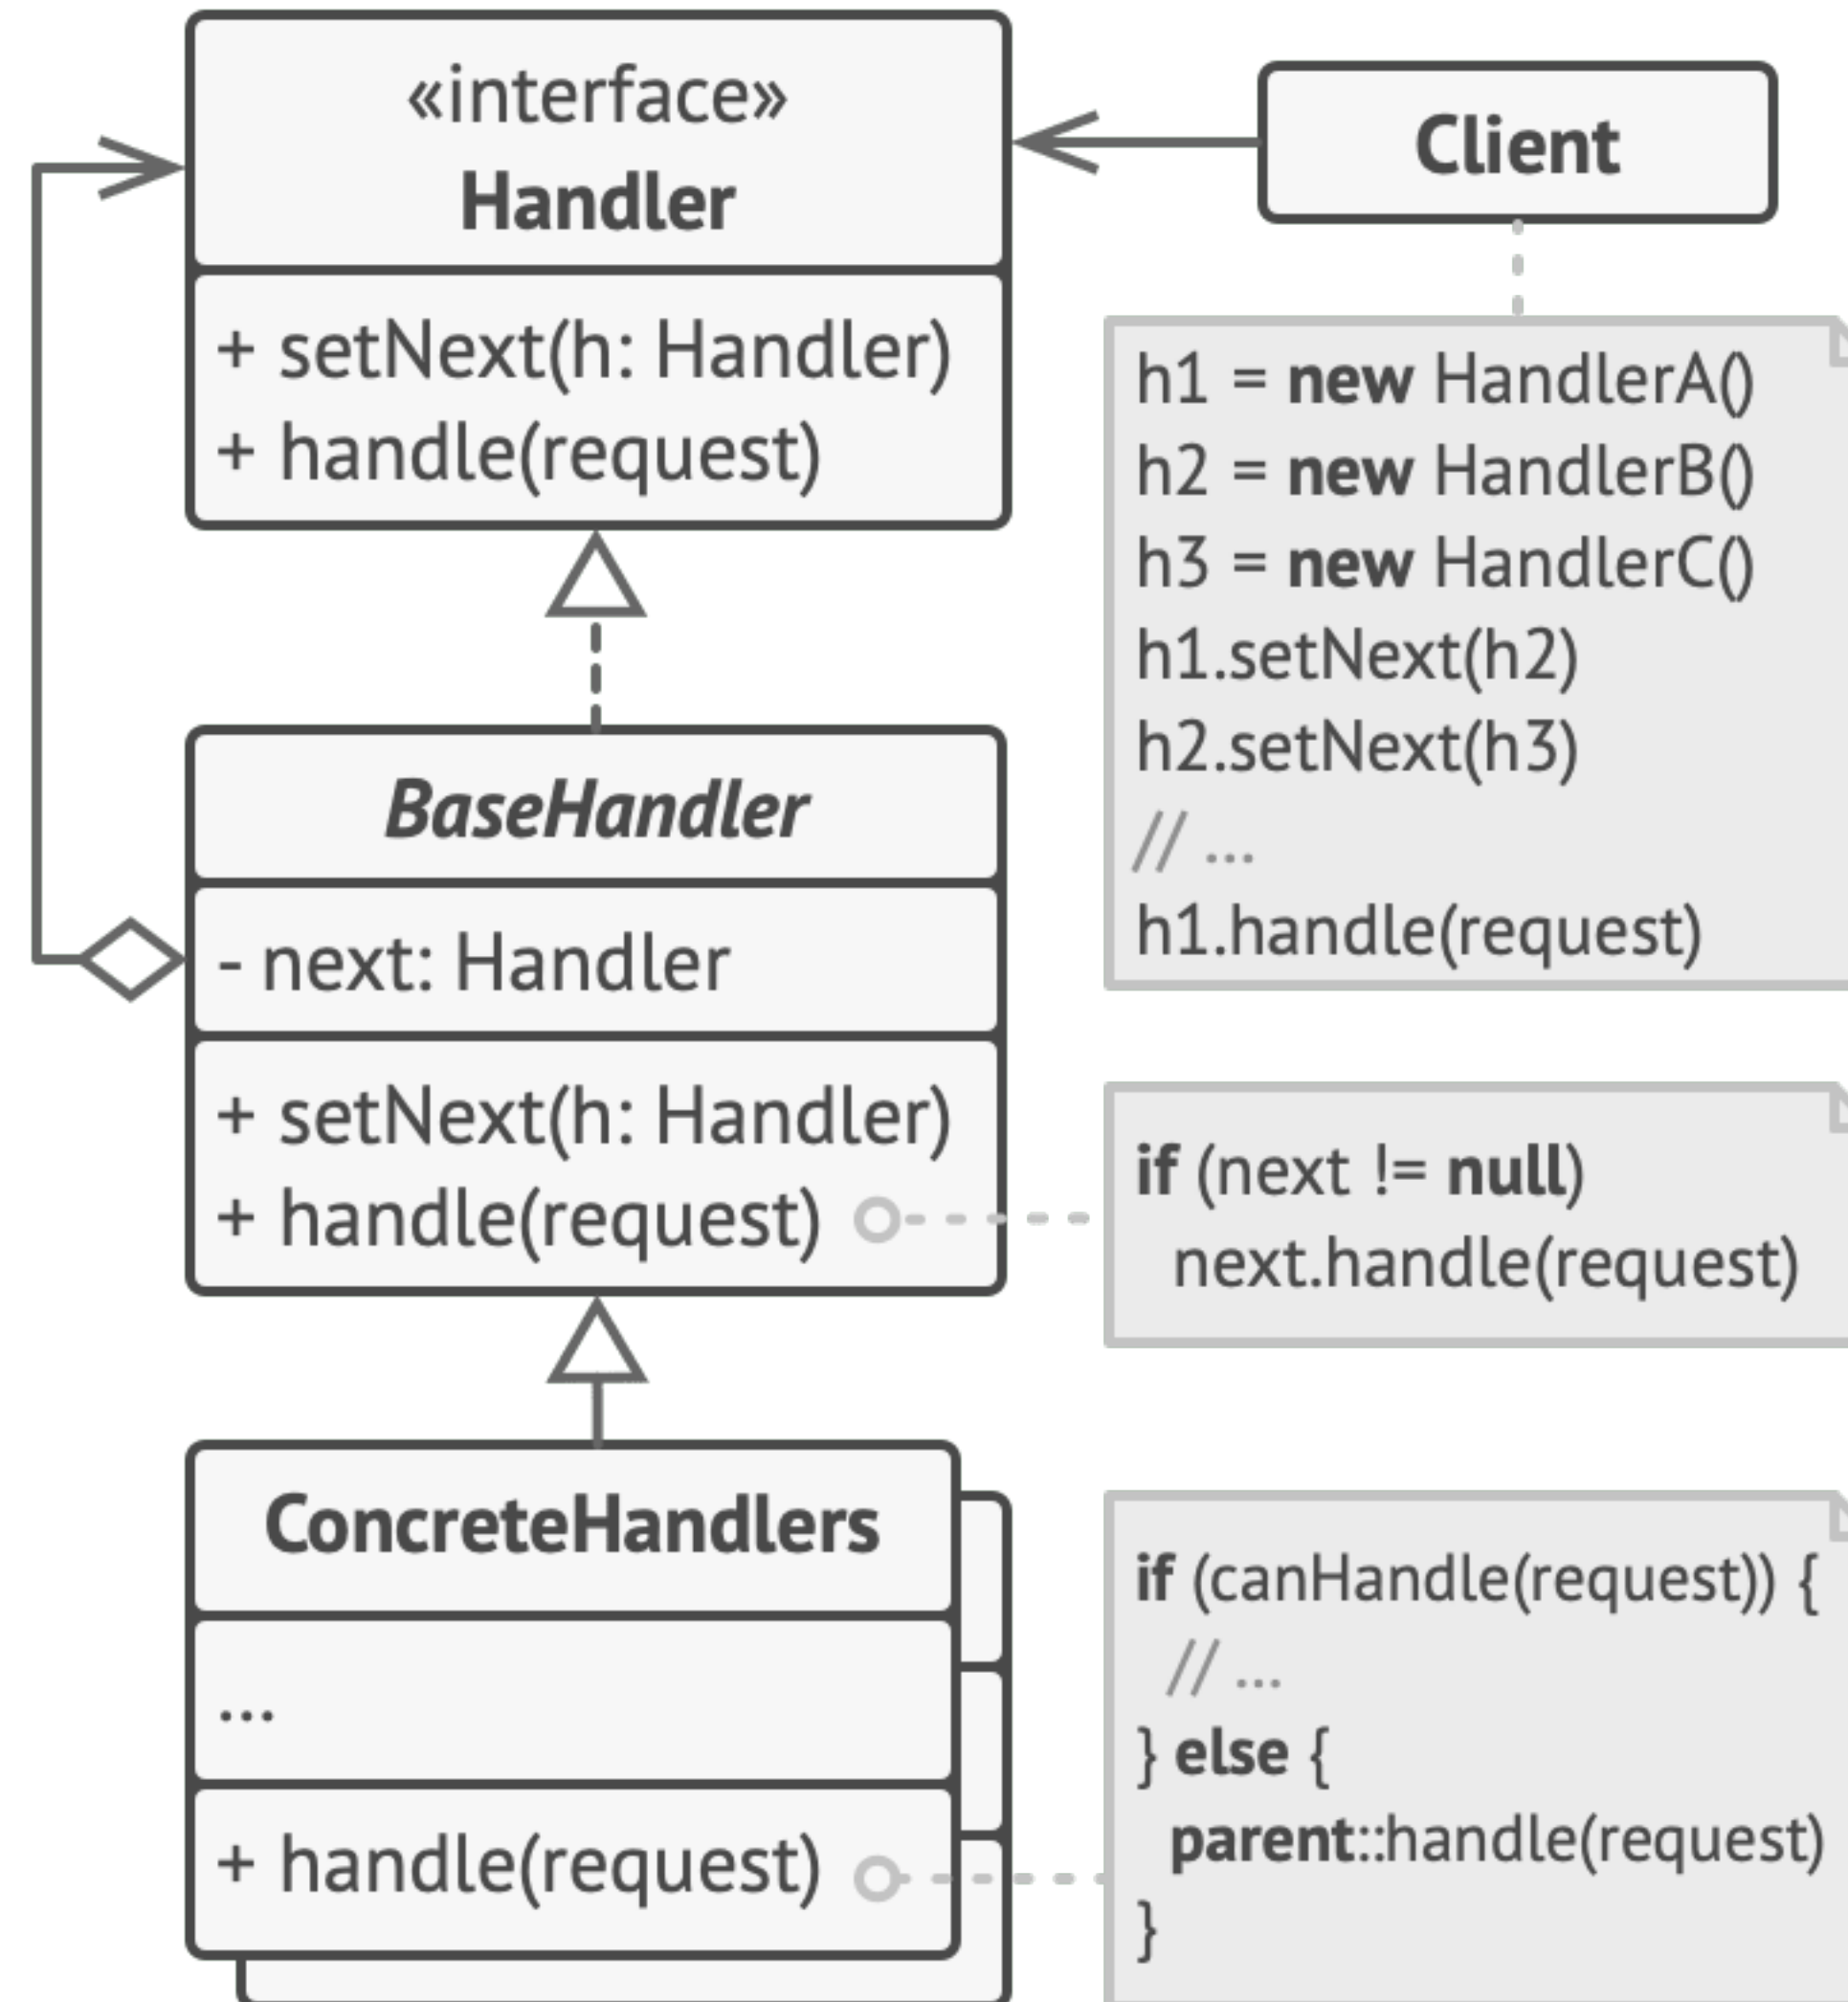 «interface»
Handler
+ setNext(h: Handler)
+ handle(request)
Client
h1 = new HandlerA()
h2 = new HandlerB()
h3 = new HandlerC()
h1.setNext(h2)
h2.setNext(h3)
// ...
h1.handle(request)
BaseHandler
- next: Handler
+ setNext(h: Handler)
+ handle(request)
if (next != null)
next.handle(request)
ConcreteHandlers
...
+ handle(request)
if (canHandle(request)) {
// ...
} else {
parent::handle(request)
}